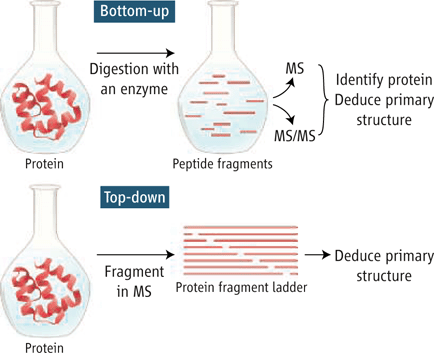 Bottom-up
Digestion with
an enzyme
MS
MS/MS
Identify protein
Deduce primary
structure
Protein
Peptide fragments
Top-down
Fragment
in MS
Protein fragment ladder
Deduce primary
structure
Protein